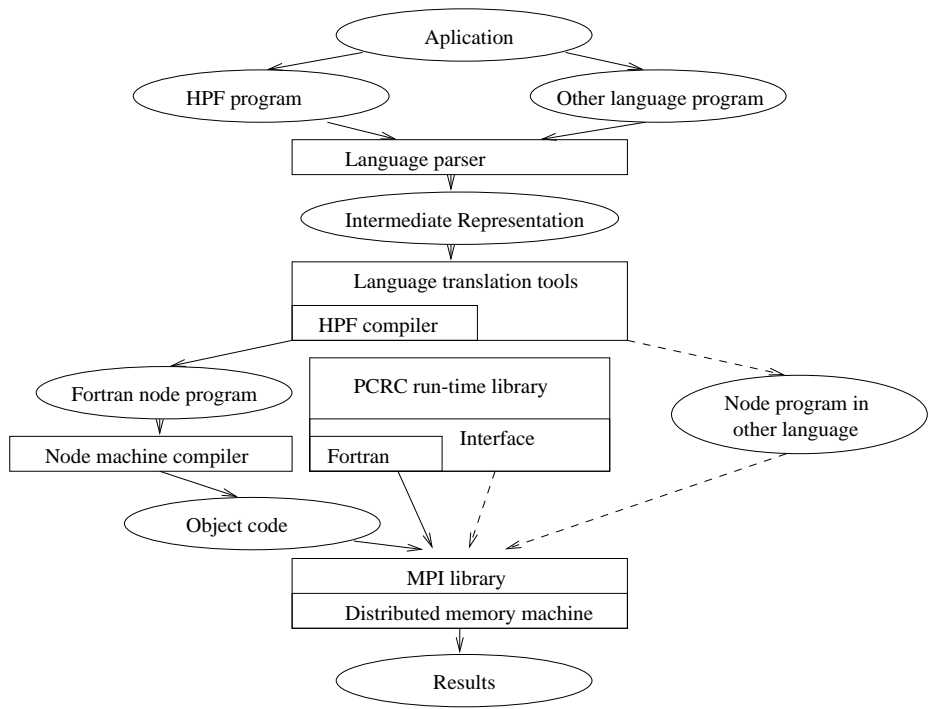 Aplication
HPF program
Other language program
Language parser
Intermediate Representation
Language translation tools
HPF compiler
Fortran node program
PCRC run-time library
Node program in
other language
Interface
Node machine compiler
Fortran
Object code
MPI library
Distributed memory machine
Results